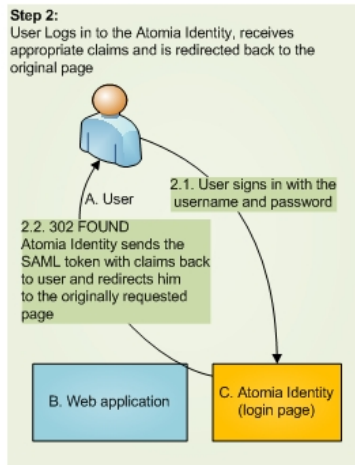 Step 2:
User Logs in to the Atomia Identity, receives
appropriate claims and is redirected back to the
original page
A. User
2.1. User signs in with the
username and password
2.2. 302 FOUND
Atomia Identity sends the
SAML token with claims back
to user and redirects him
to the originally requested
page
B. Web application
C. Atomia Identity
(login page)